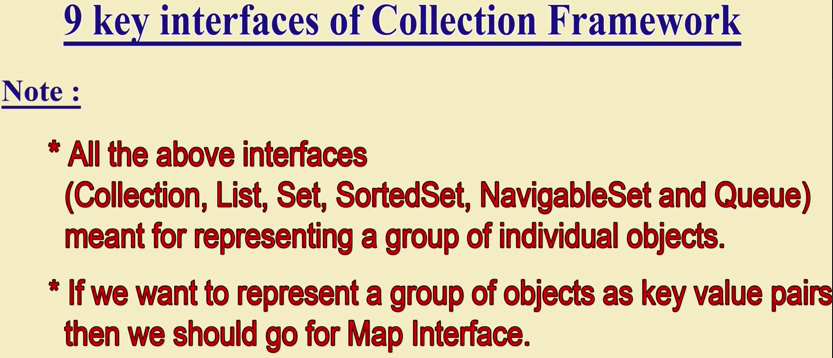 9 key interfaces of Collection Framework
Note :
* All the above interfaces
(Collection, List, Set, SortedSet, NavigableSet and Queue)
meant for representing a group of individual objects.
* If we want to represent a group of objects as key value pairs
then we should go for Map Interface.